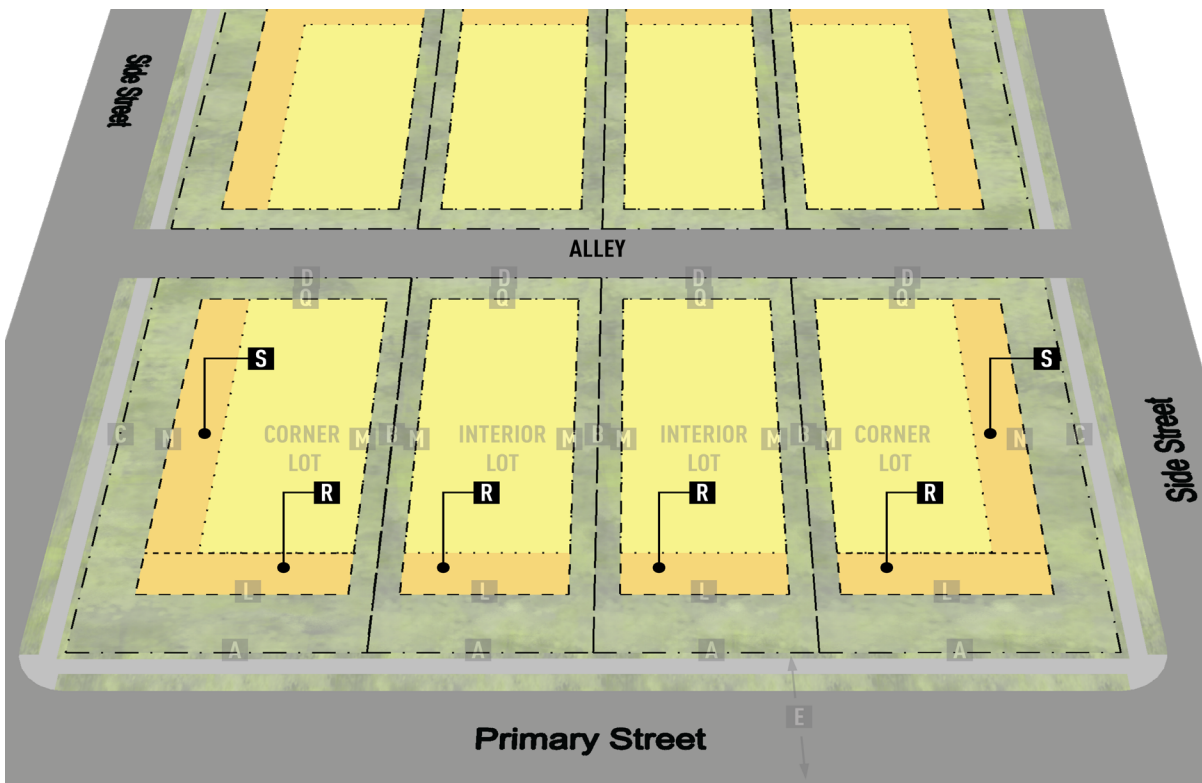 Side Street
ALLEY
D D D D
Q Q Q Q
S S
C N CORNER M B M INTERIOR M B M INTERIOR M B M CORNER N C
LOT LOT LOT LOT
Side Street
R R R R
L L L L
A A A A
E
Primary Street